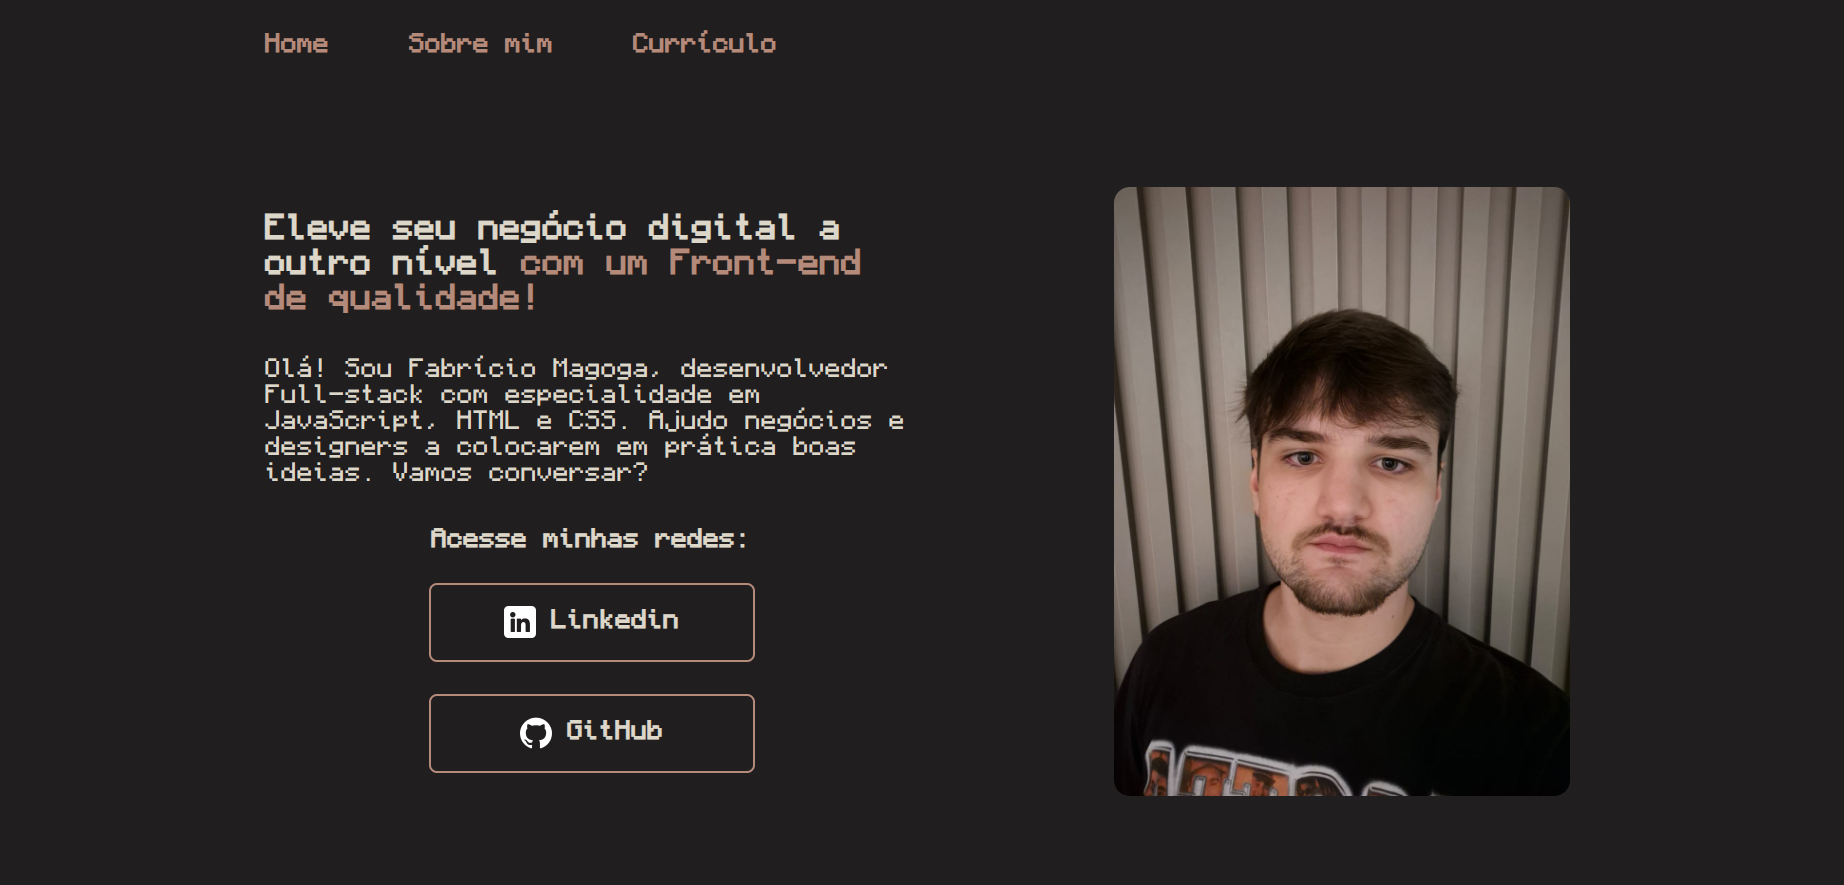 Home
Sobre mim
Currículo
Eleve seu negócio digital a
outro nível com um Front-end
de qualidade!
Olá! Sou Fabrício Magoga, desenvolvedor
Full-stack com especialidade em
JavaScript, HTML e CSS. Ajudo negócios e
designers a colocarem em prática boas
ideias. Vamos conversar?
Acesse minhas redes:
in Linkedin
GitHub